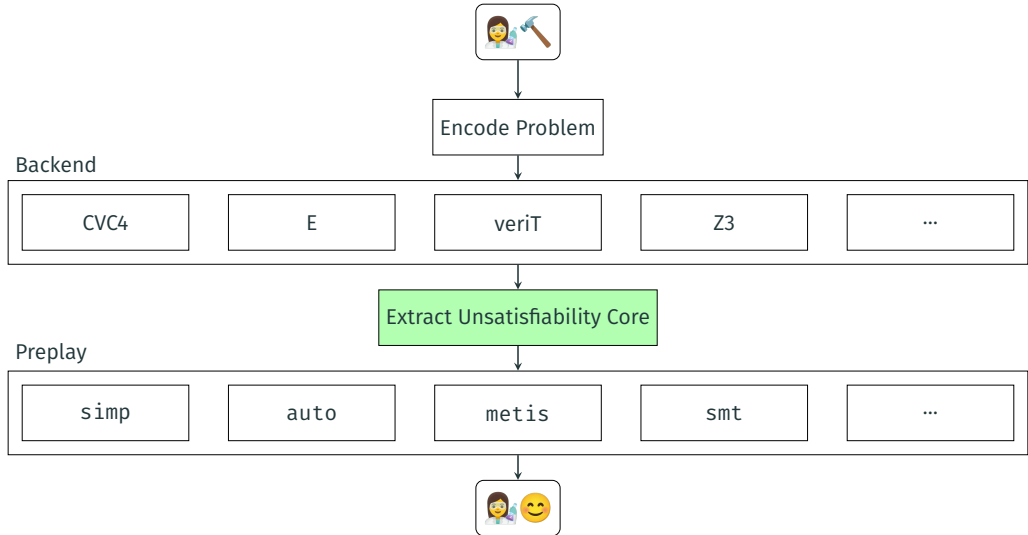 Encode Problem
Backend
CVC4 E veriT Z3 ...
Extract Unsatisfiability Core
Preplay
simp auto metis smt ...